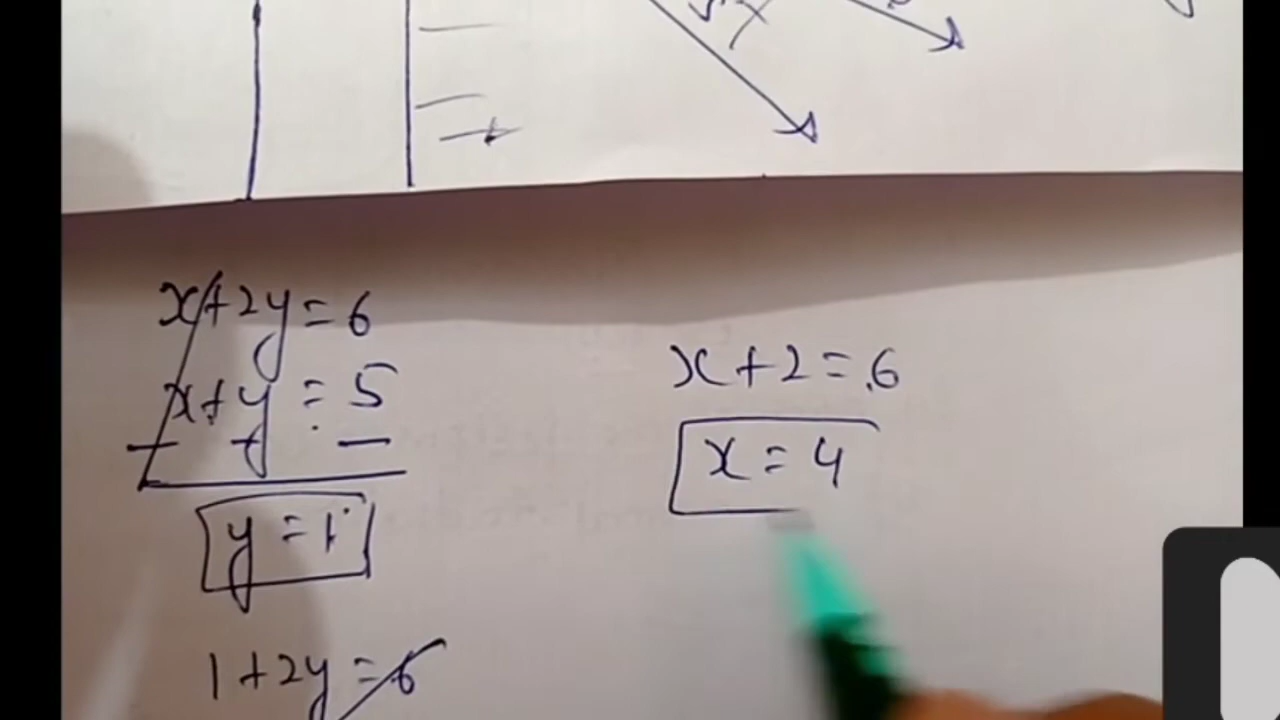 x+2y=6
x+y=5
- + -
y=1
1+2y=6
x+2=6
x=4